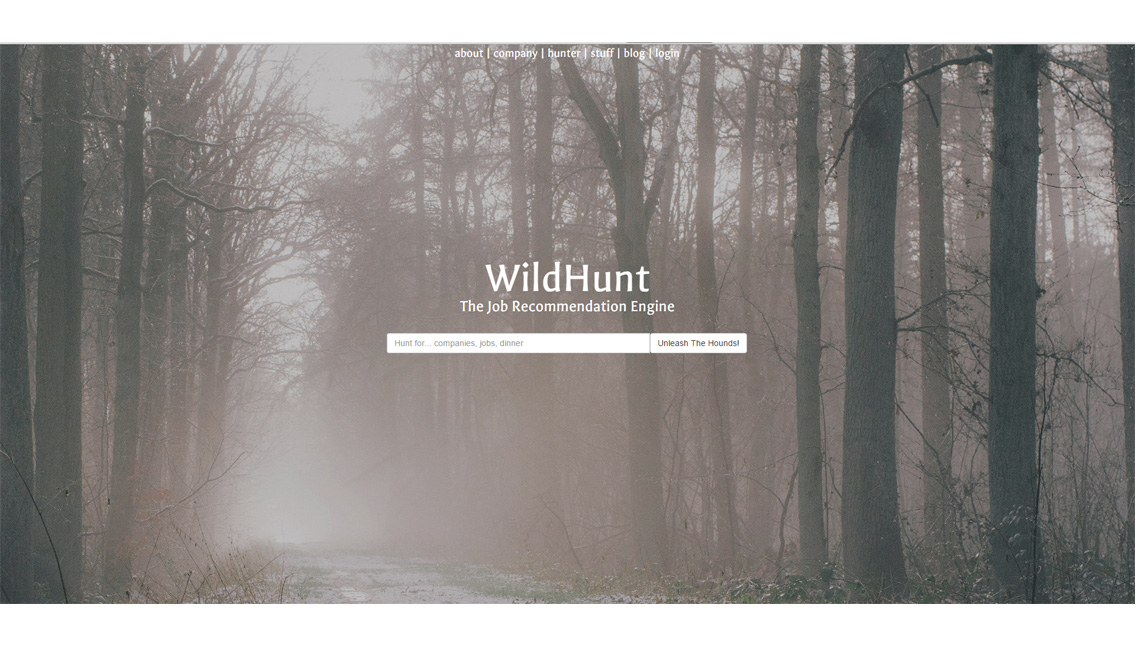 about | company | hunter | stuff | blog | login
WildHunt
The Job Recommendation Engine
Hunt for... companies, jobs, dinner
Unleash The Hounds!